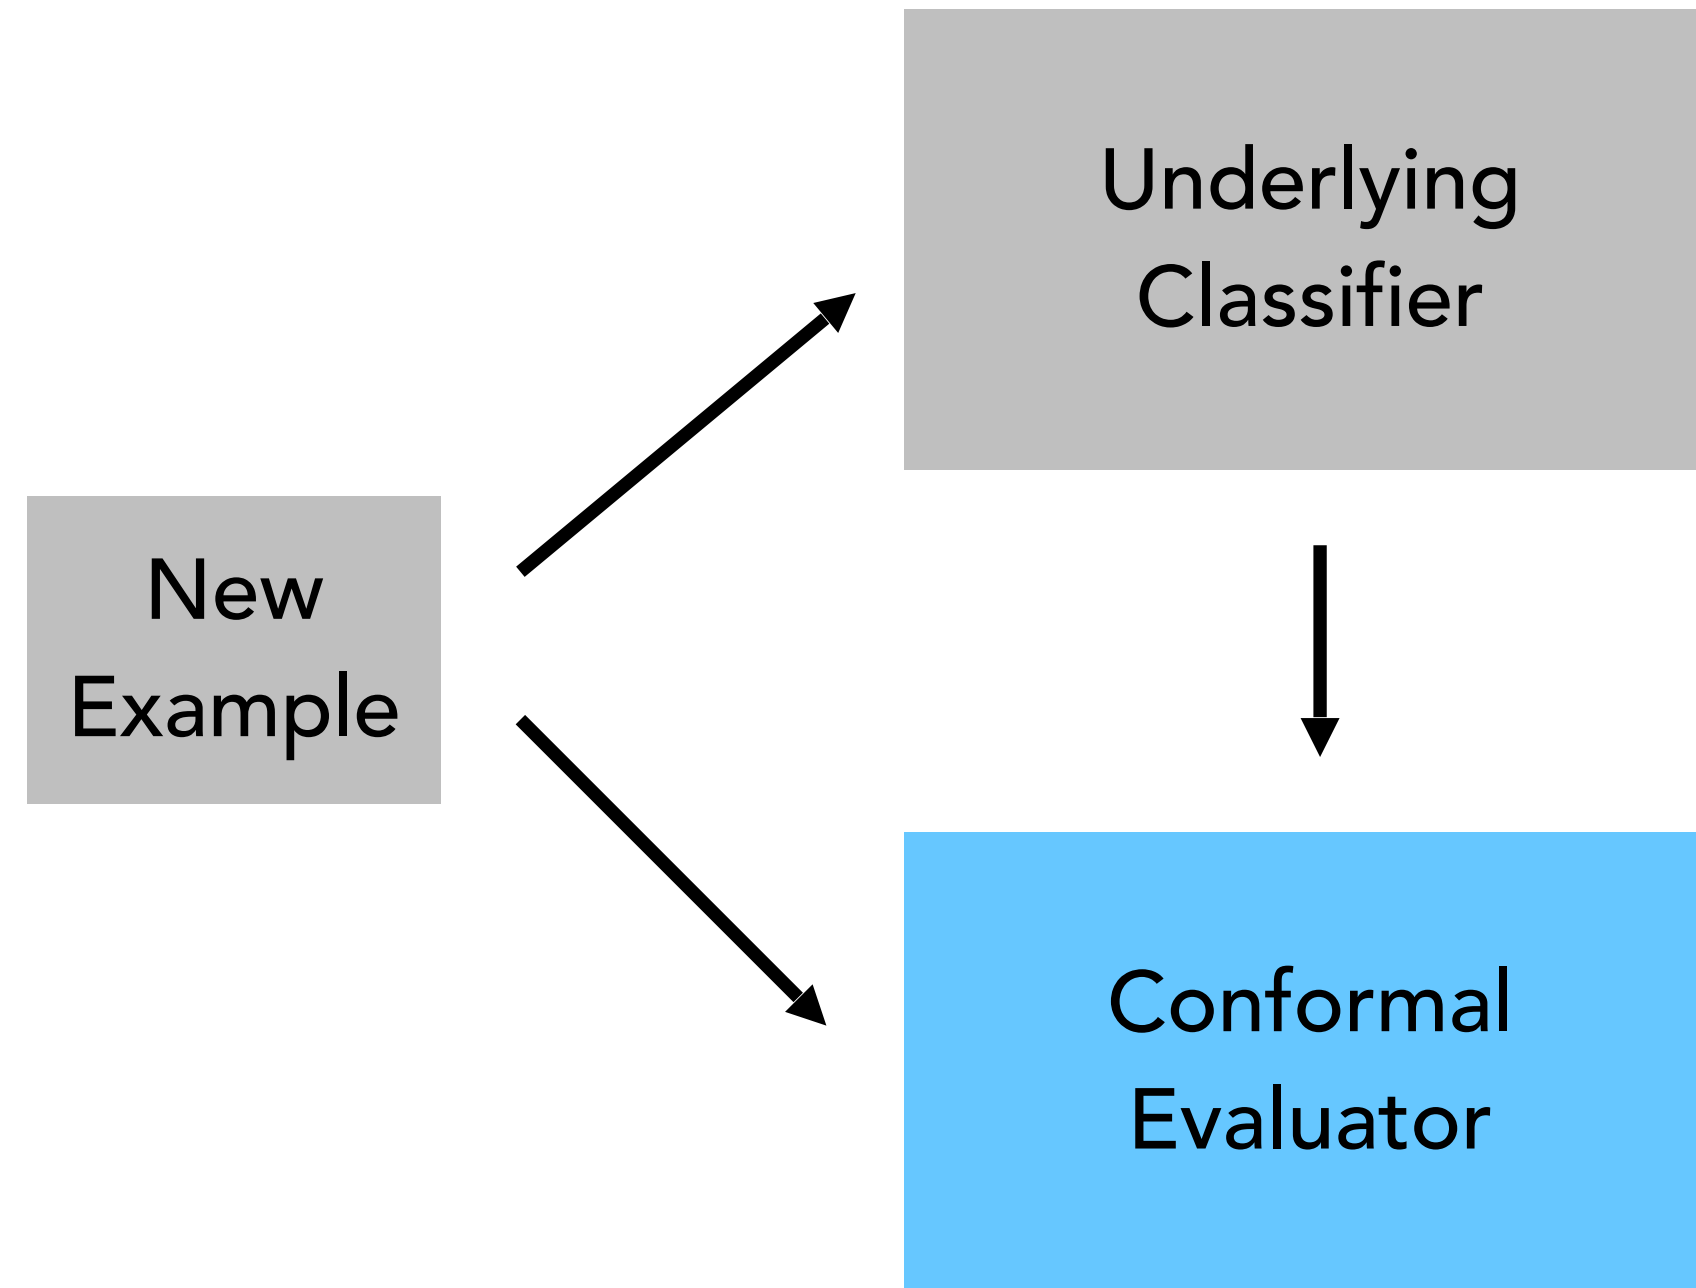 Underlying
Classifier
New
Example
Conformal
Evaluator